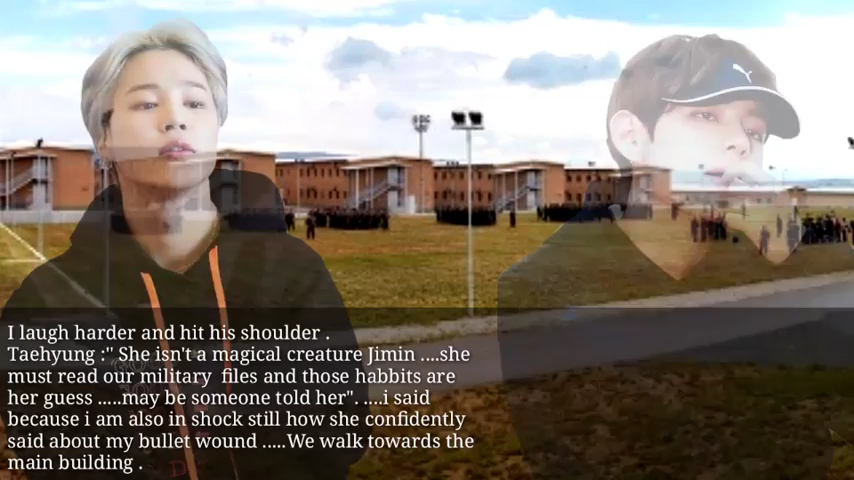 I laugh harder and hit his shoulder .
Taehyung :" She isn't a magical creature Jimin ....she
must read our military files and those habbits are
her guess .....may be someone told her". ....i said
because i am also in shock still how she confidently
said about my bullet wound .....We walk towards the
main building .